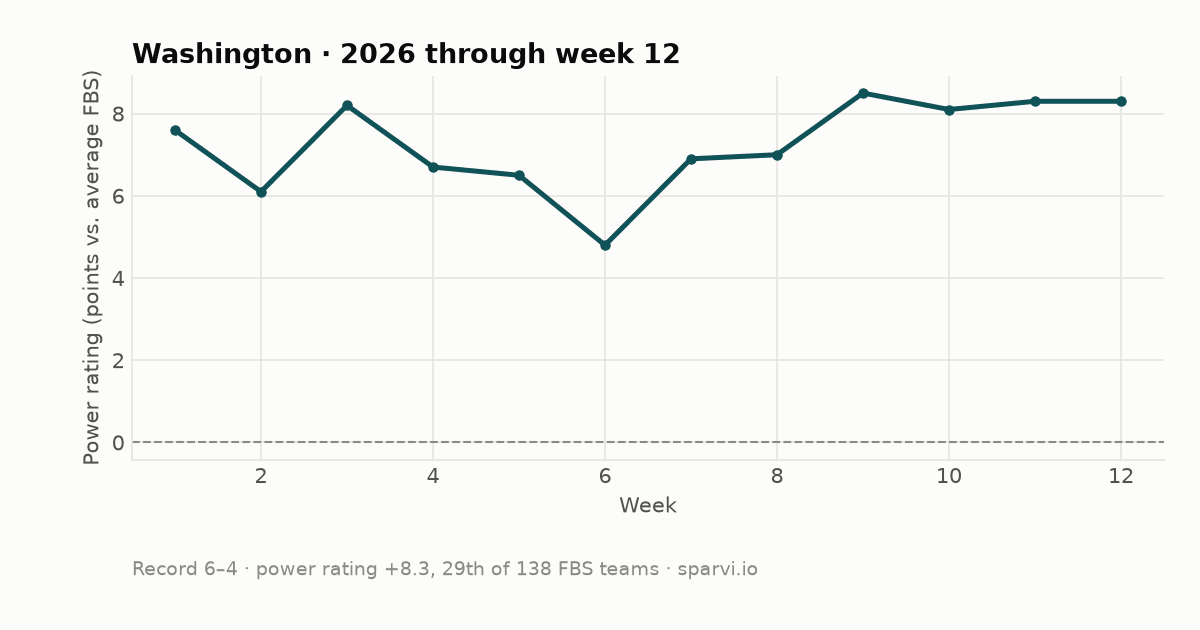 Washington · 2026 through week 12
Power rating (points vs. average FBS)
8
6
4
2
0
2 4 6 8 10 12
Week
Record 6–4 · power rating +8.3, 29th of 138 FBS teams · sparvi.io